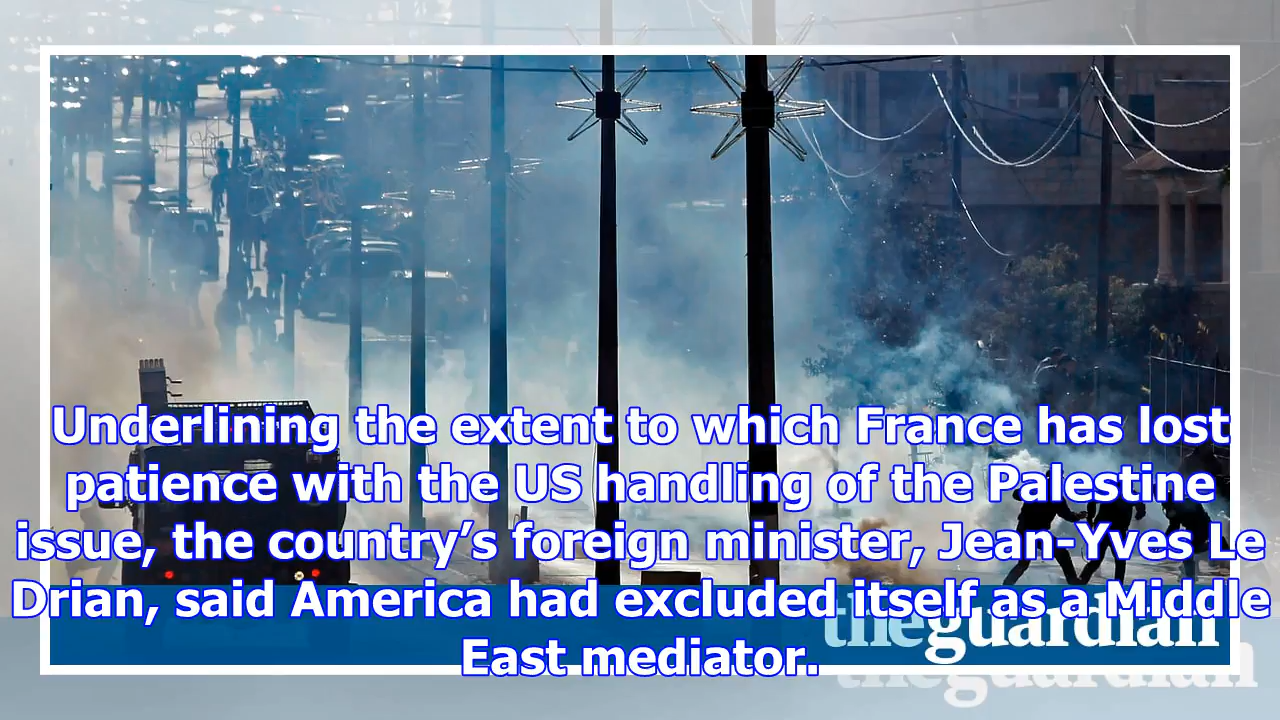 Underlining the extent to which France has lost
patience with the US handling of the Palestine
issue, the country’s foreign minister, Jean-Yves Le
Drian, said America had excluded itself as a Middle
East mediator.
theguardian
theguardian